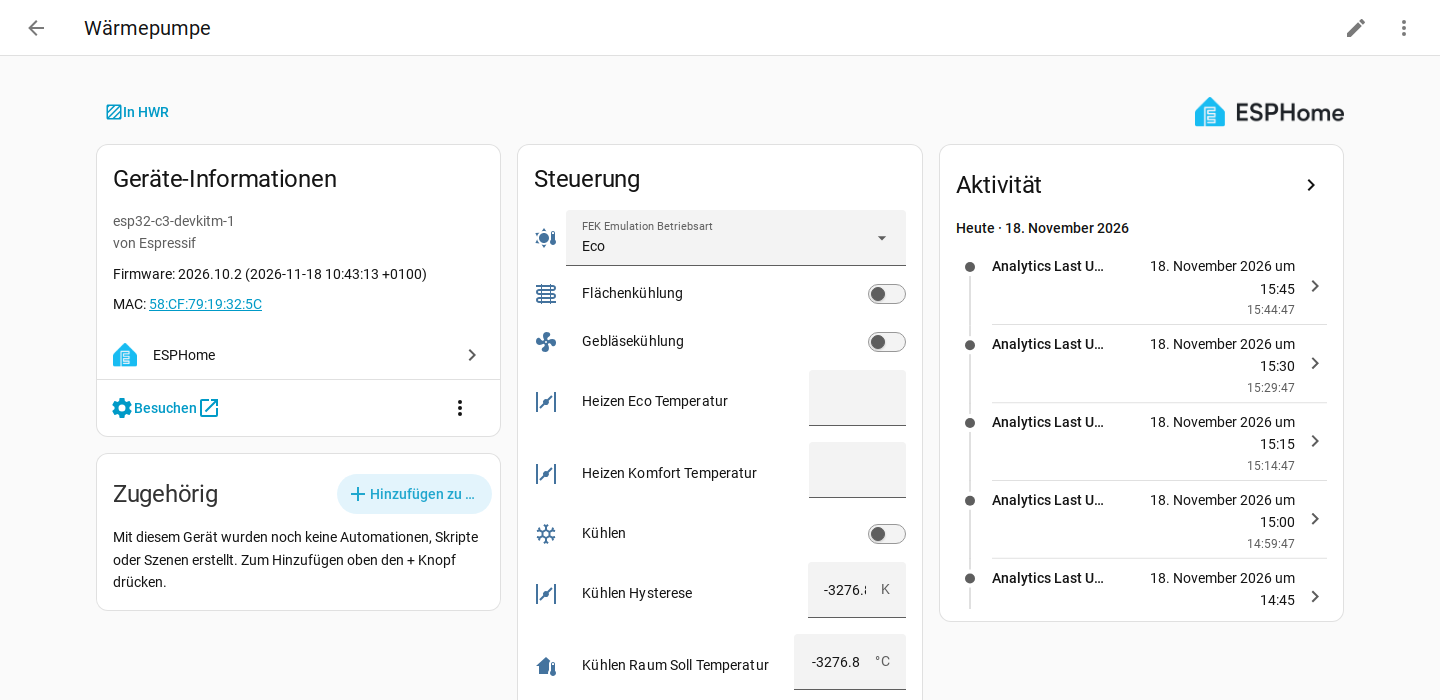 Wärmepumpe
In HWR
ESPHome
Geräte-Informationen
esp32-c3-devkitm-1
von Espressif
Firmware: 2026.10.2 (2026-11-18 10:43:13 +0100)
MAC: 58:CF:79:19:32:5C
ESPHome
Besuchen
Zugehörig
Hinzufügen zu ...
Mit diesem Gerät wurden noch keine Automationen, Skripte
oder Szenen erstellt. Zum Hinzufügen oben den + Knopf
drücken.
Steuerung
FEK Emulation Betriebsart
Eco
Flächenkühlung
Gebläsekühlung
Heizen Eco Temperatur
Heizen Komfort Temperatur
Kühlen
Kühlen Hysterese
-3276.8 K
Kühlen Raum Soll Temperatur
-3276.8 °C
Aktivität
Heute · 18. November 2026
Analytics Last U...
18. November 2026 um
15:45
15:44:47
Analytics Last U...
18. November 2026 um
15:30
15:29:47
Analytics Last U...
18. November 2026 um
15:15
15:14:47
Analytics Last U...
18. November 2026 um
15:00
14:59:47
Analytics Last U...
18. November 2026 um
14:45